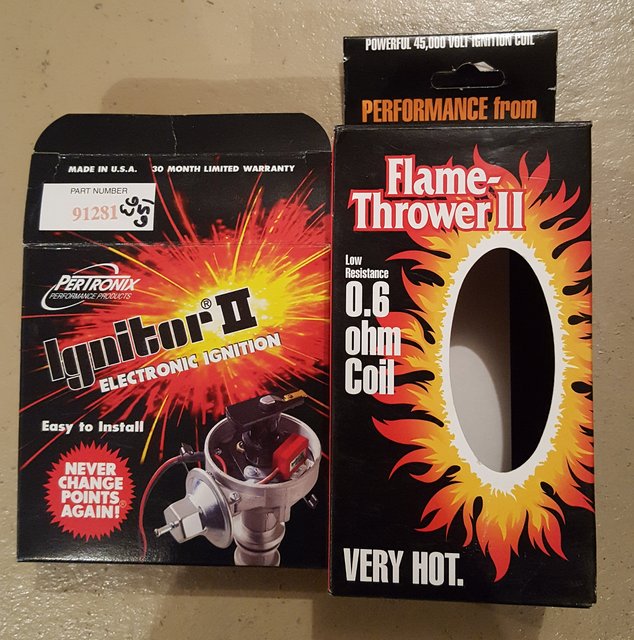 MADE IN U.S.A. 30 MONTH LIMITED WARRANTY
PART NUMBER
91281
PERTRONIX
PERFORMANCE PRODUCTS
Ignitor® II
ELECTRONIC IGNITION
Easy to Install
NEVER
CHANGE
POINTS
AGAIN!
POWERFUL 45,000 VOLT IGNITION COIL
PERFORMANCE from
Flame-
Thrower II
Low
Resistance
0.6
ohm
Coil
VERY HOT.